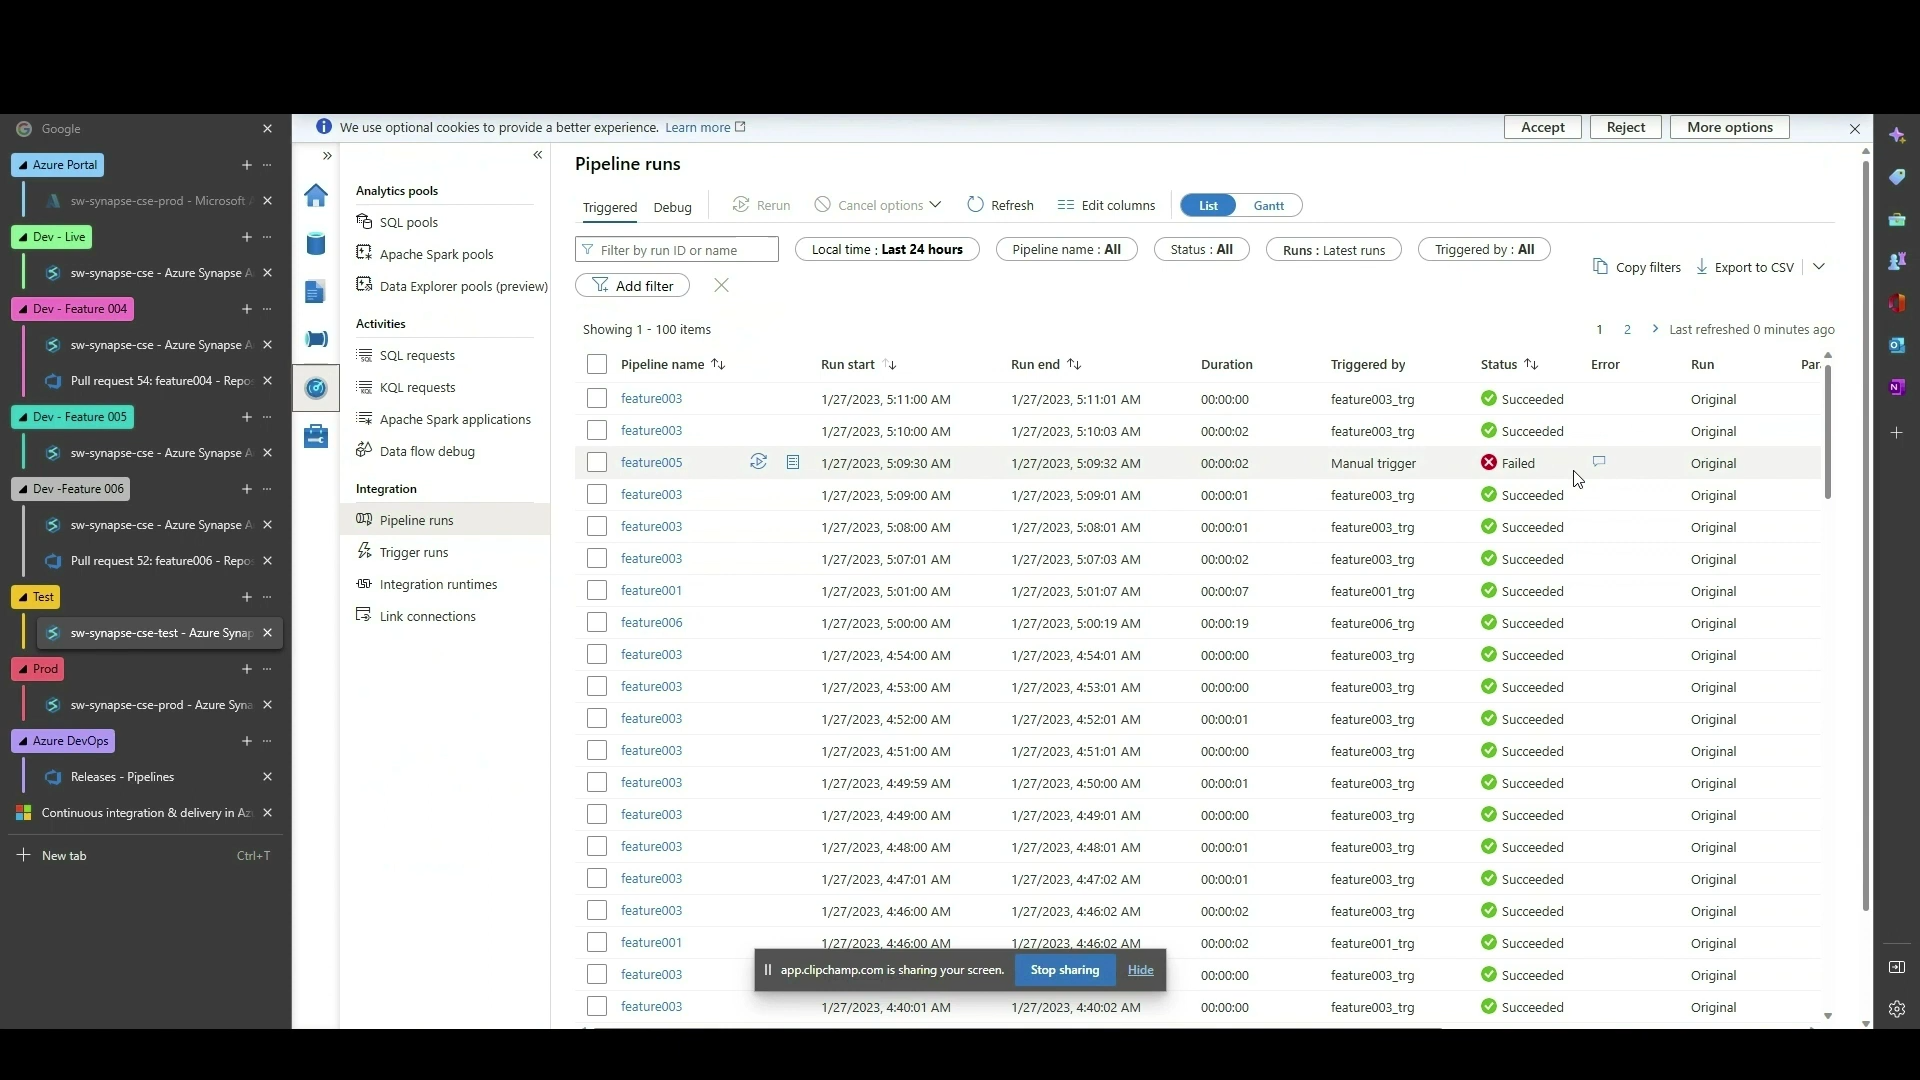 Google
Azure Portal
sw-synapse-cse-prod - Microsoft
Dev - Live
sw-synapse-cse - Azure Synapse A
Dev - Feature 004
sw-synapse-cse - Azure Synapse A
Pull request 54: feature004 - Repo
Dev - Feature 005
sw-synapse-cse - Azure Synapse A
Dev -Feature 006
sw-synapse-cse - Azure Synapse A
Pull request 52: feature006 - Repo
Test
sw-synapse-cse-test - Azure Synap
Prod
sw-synapse-cse-prod - Azure Syna
Azure DevOps
Releases - Pipelines
Continuous integration & delivery in Az
New tab Ctrl+T
We use optional cookies to provide a better experience. Learn more
Accept Reject More options
Analytics pools
SQL pools
Apache Spark pools
Data Explorer pools (preview)
Activities
SQL requests
KQL requests
Apache Spark applications
Data flow debug
Integration
Pipeline runs
Trigger runs
Integration runtimes
Link connections
Pipeline runs
Triggered Debug Rerun Cancel options Refresh Edit columns List Gantt
Filter by run ID or name Local time : Last 24 hours Pipeline name : All Status : All Runs : Latest runs Triggered by : All
Copy filters Export to CSV
Add filter
Showing 1 - 100 items 1 2 Last refreshed 0 minutes ago
Pipeline name Run start Run end Duration Triggered by Status Error Run Par
feature003 1/27/2023, 5:11:00 AM 1/27/2023, 5:11:01 AM 00:00:00 feature003_trg Succeeded Original
feature003 1/27/2023, 5:10:00 AM 1/27/2023, 5:10:03 AM 00:00:02 feature003_trg Succeeded Original
feature005 1/27/2023, 5:09:30 AM 1/27/2023, 5:09:32 AM 00:00:02 Manual trigger Failed Original
feature003 1/27/2023, 5:09:00 AM 1/27/2023, 5:09:01 AM 00:00:01 feature003_trg Succeeded Original
feature003 1/27/2023, 5:08:00 AM 1/27/2023, 5:08:01 AM 00:00:01 feature003_trg Succeeded Original
feature003 1/27/2023, 5:07:01 AM 1/27/2023, 5:07:03 AM 00:00:02 feature003_trg Succeeded Original
feature001 1/27/2023, 5:01:00 AM 1/27/2023, 5:01:07 AM 00:00:07 feature001_trg Succeeded Original
feature006 1/27/2023, 5:00:00 AM 1/27/2023, 5:00:19 AM 00:00:19 feature006_trg Succeeded Original
feature003 1/27/2023, 4:54:00 AM 1/27/2023, 4:54:01 AM 00:00:00 feature003_trg Succeeded Original
feature003 1/27/2023, 4:53:00 AM 1/27/2023, 4:53:01 AM 00:00:00 feature003_trg Succeeded Original
feature003 1/27/2023, 4:52:00 AM 1/27/2023, 4:52:01 AM 00:00:01 feature003_trg Succeeded Original
feature003 1/27/2023, 4:51:00 AM 1/27/2023, 4:51:01 AM 00:00:00 feature003_trg Succeeded Original
feature003 1/27/2023, 4:49:59 AM 1/27/2023, 4:50:00 AM 00:00:01 feature003_trg Succeeded Original
feature003 1/27/2023, 4:49:00 AM 1/27/2023, 4:49:01 AM 00:00:00 feature003_trg Succeeded Original
feature003 1/27/2023, 4:48:00 AM 1/27/2023, 4:48:01 AM 00:00:01 feature003_trg Succeeded Original
feature003 1/27/2023, 4:47:01 AM 1/27/2023, 4:47:02 AM 00:00:01 feature003_trg Succeeded Original
feature003 1/27/2023, 4:46:00 AM 1/27/2023, 4:46:02 AM 00:00:02 feature003_trg Succeeded Original
feature001 1/27/2023, 4:46:00 AM 1/27/2023, 4:46:02 AM 00:00:02 feature001_trg Succeeded Original
feature003 00:00:00 feature003_trg Succeeded Original
app.clipchamp.com is sharing your screen. Stop sharing Hide
feature003 1/27/2023, 4:40:01 AM 1/27/2023, 4:40:02 AM 00:00:00 feature003_trg Succeeded Original